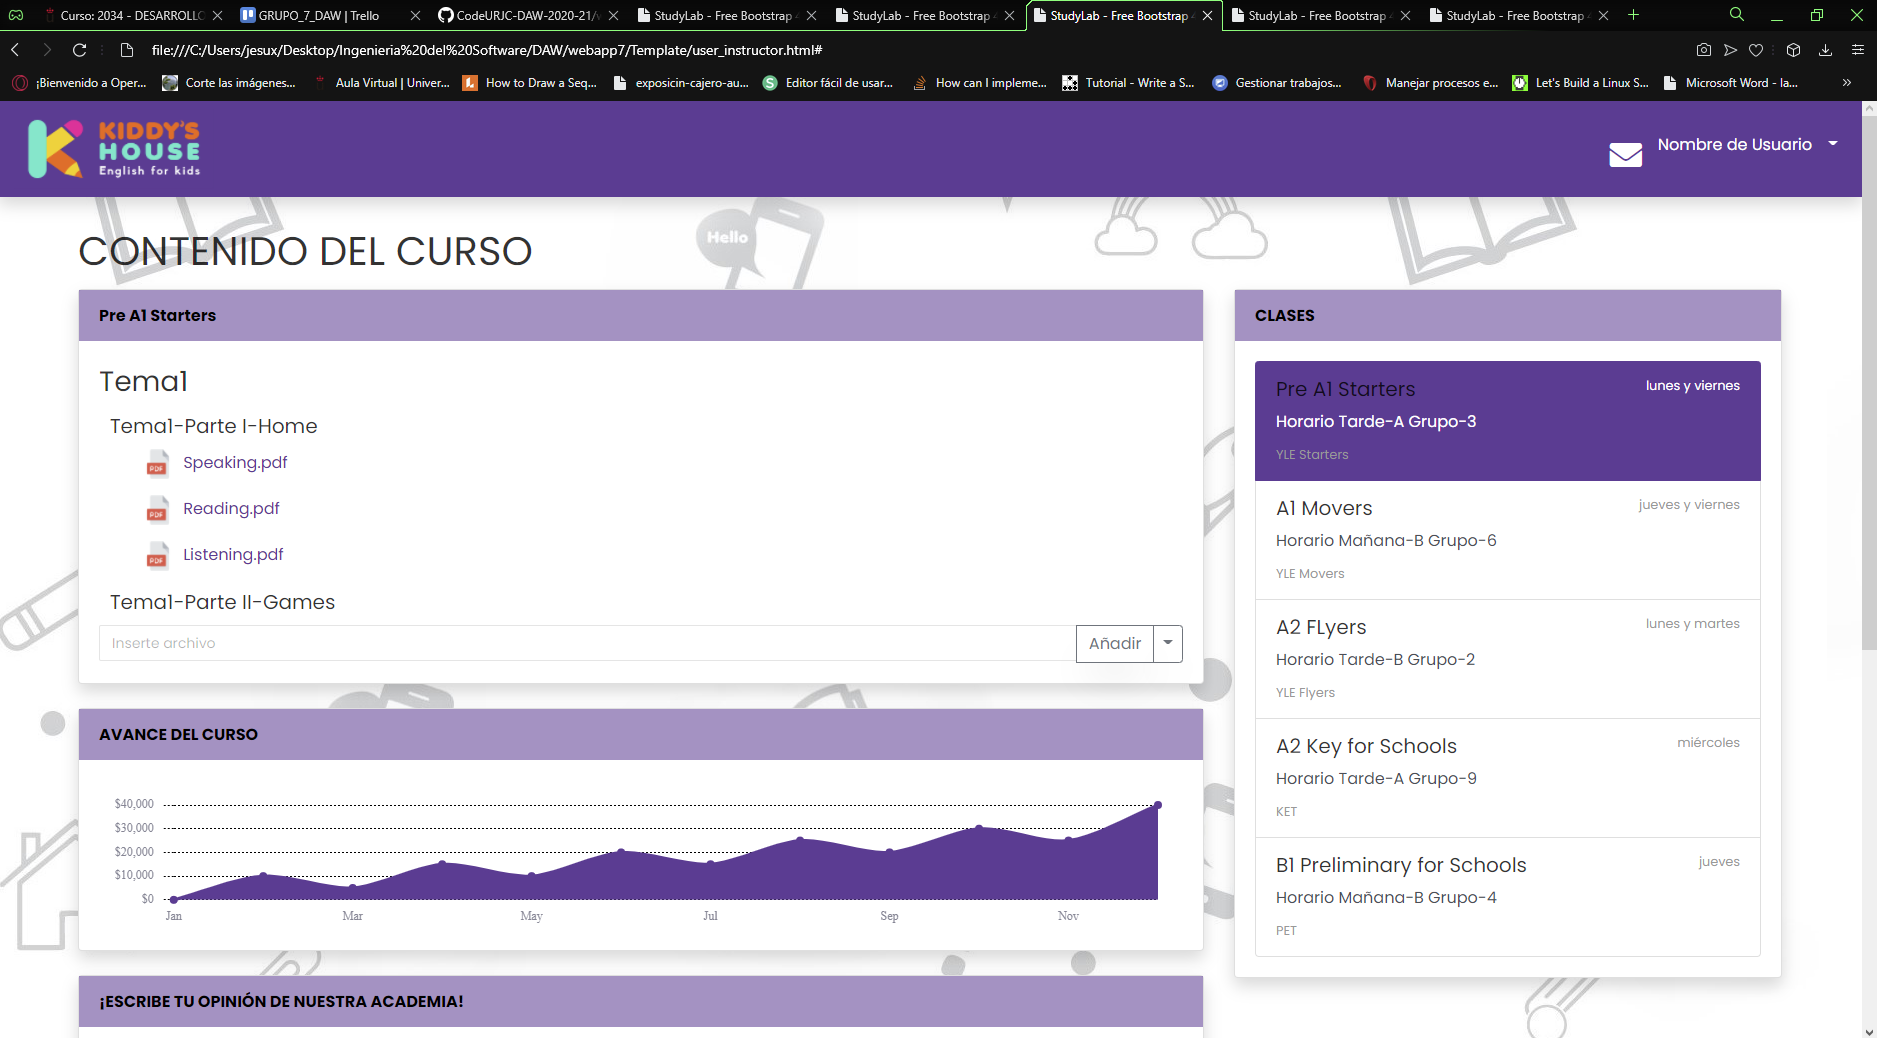 Curso: 2034 - DESARROLLO
GRUPO_7_DAW | Trello
CodeURJC-DAW-2020-21/
StudyLab - Free Bootstrap
StudyLab - Free Bootstrap
StudyLab - Free Bootstrap
StudyLab - Free Bootstrap
StudyLab - Free Bootstrap
file:///C:/Users/jesux/Desktop/Ingenieria%20del%20Software/DAW/webapp7/Template/user_instructor.html#
¡Bienvenido a Oper...
Corte las imágenes...
Aula Virtual | Univer...
How to Draw a Seq...
exposicin-cajero-au...
Editor fácil de usar...
How can I impleme...
Tutorial - Write a S...
Gestionar trabajos...
Manejar procesos e...
Let's Build a Linux S...
Microsoft Word - la...
KIDDY'S
HOUSE
English for kids
Nombre de Usuario
Hello
CONTENIDO DEL CURSO
Pre A1 Starters
Tema1
Tema1-Parte I-Home
PDF Speaking.pdf
PDF Reading.pdf
PDF Listening.pdf
Tema1-Parte II-Games
Inserte archivo
Añadir
AVANCE DEL CURSO
$40,000
$30,000
$20,000
$10,000
$0
Jan Mar May Jul Sep Nov
¡ESCRIBE TU OPINIÓN DE NUESTRA ACADEMIA!
CLASES
Pre A1 Starters lunes y viernes
Horario Tarde-A Grupo-3
YLE Starters
A1 Movers jueves y viernes
Horario Mañana-B Grupo-6
YLE Movers
A2 FLyers lunes y martes
Horario Tarde-B Grupo-2
YLE Flyers
A2 Key for Schools miércoles
Horario Tarde-A Grupo-9
KET
B1 Preliminary for Schools jueves
Horario Mañana-B Grupo-4
PET